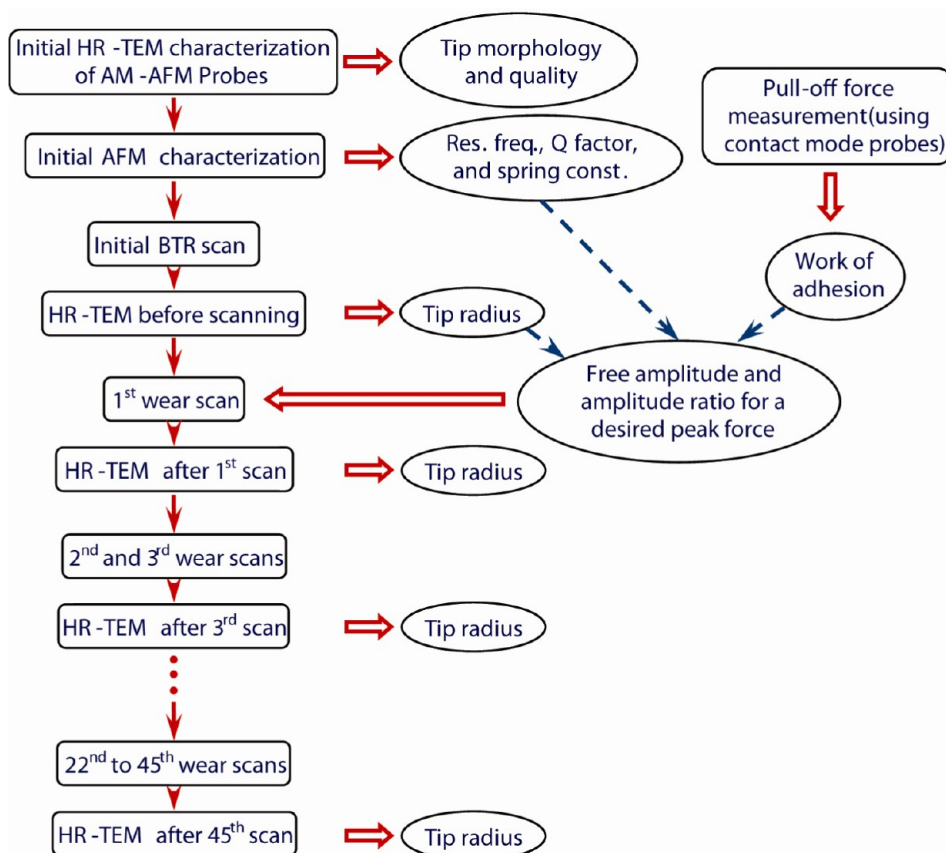 Initial HR-TEM characterization
of AM-AFM Probes
Tip morphology
and quality
Pull-off force
measurement(using
contact mode probes)
Initial AFM characterization
Res. freq., Q factor,
and spring const.
Initial BTR scan
Work of
adhesion
HR-TEM before scanning
Tip radius
Free amplitude and
amplitude ratio for a
desired peak force
1st wear scan
HR-TEM after 1st scan
Tip radius
2nd and 3rd wear scans
HR-TEM after 3rd scan
Tip radius
22nd to 45th wear scans
HR-TEM after 45th scan
Tip radius